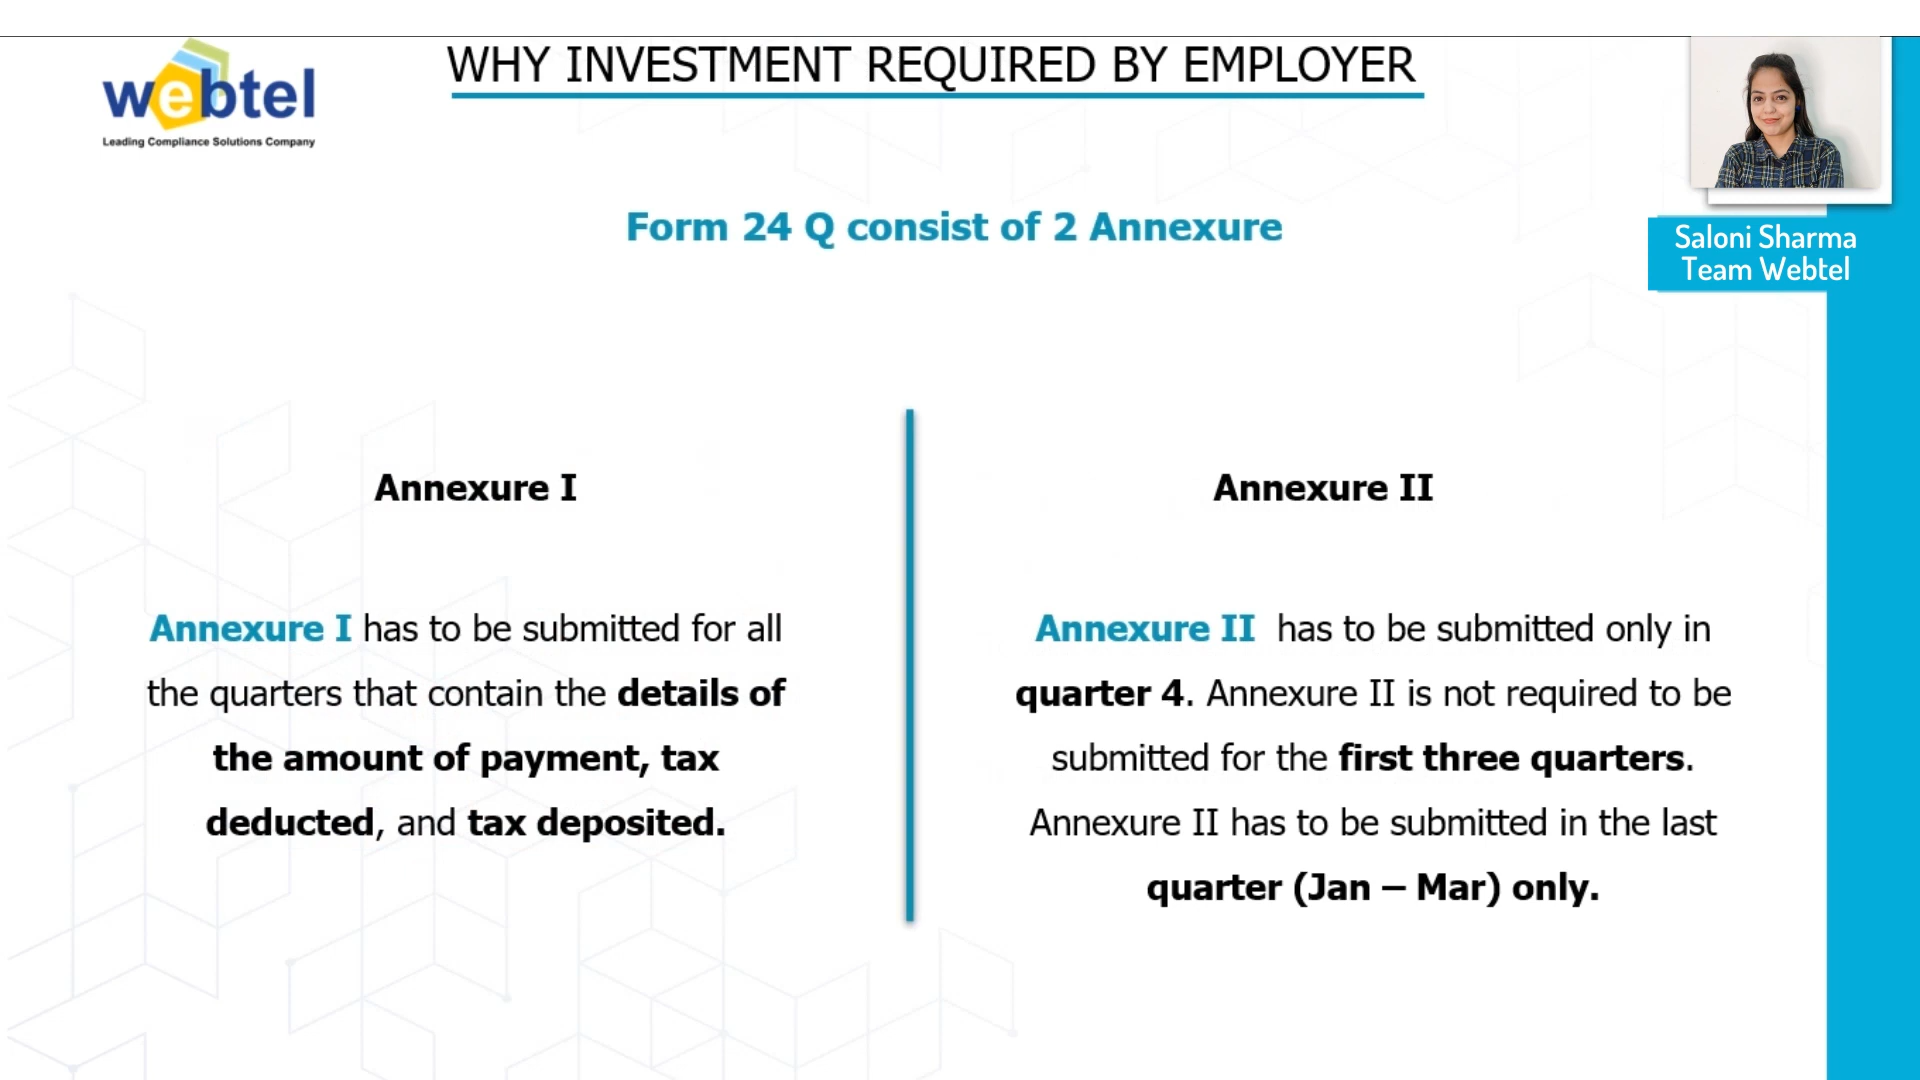 WHY INVESTMENT REQUIRED BY EMPLOYER
webtel
Leading Compliance Solutions Company
Saloni Sharma
Team Webtel
Form 24 Q consist of 2 Annexure
Annexure I
Annexure I has to be submitted for all
the quarters that contain the details of
the amount of payment, tax
deducted, and tax deposited.
Annexure II
Annexure II has to be submitted only in
quarter 4. Annexure II is not required to be
submitted for the first three quarters.
Annexure II has to be submitted in the last
quarter (Jan – Mar) only.